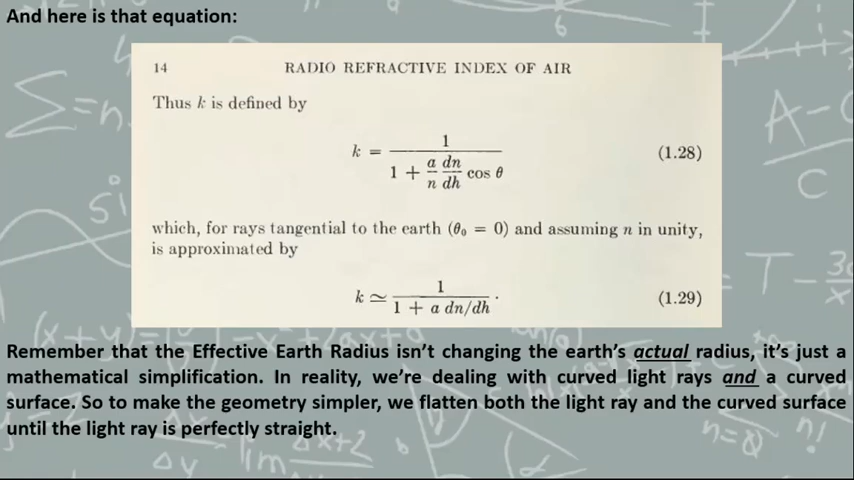 And here is that equation:
14 RADIO REFRACTIVE INDEX OF AIR
Thus k is defined by
k = 1 / (1 + a/n dn/dh cos θ) (1.28)
which, for rays tangential to the earth (θ₀ = 0) and assuming n in unity,
is approximated by
k ≃ 1 / (1 + a dn/dh) . (1.29)
Remember that the Effective Earth Radius isn't changing the earth's actual radius, it's just a
mathematical simplification. In reality, we're dealing with curved light rays and a curved
surface. So to make the geometry simpler, we flatten both the light ray and the curved surface
until the light ray is perfectly straight.